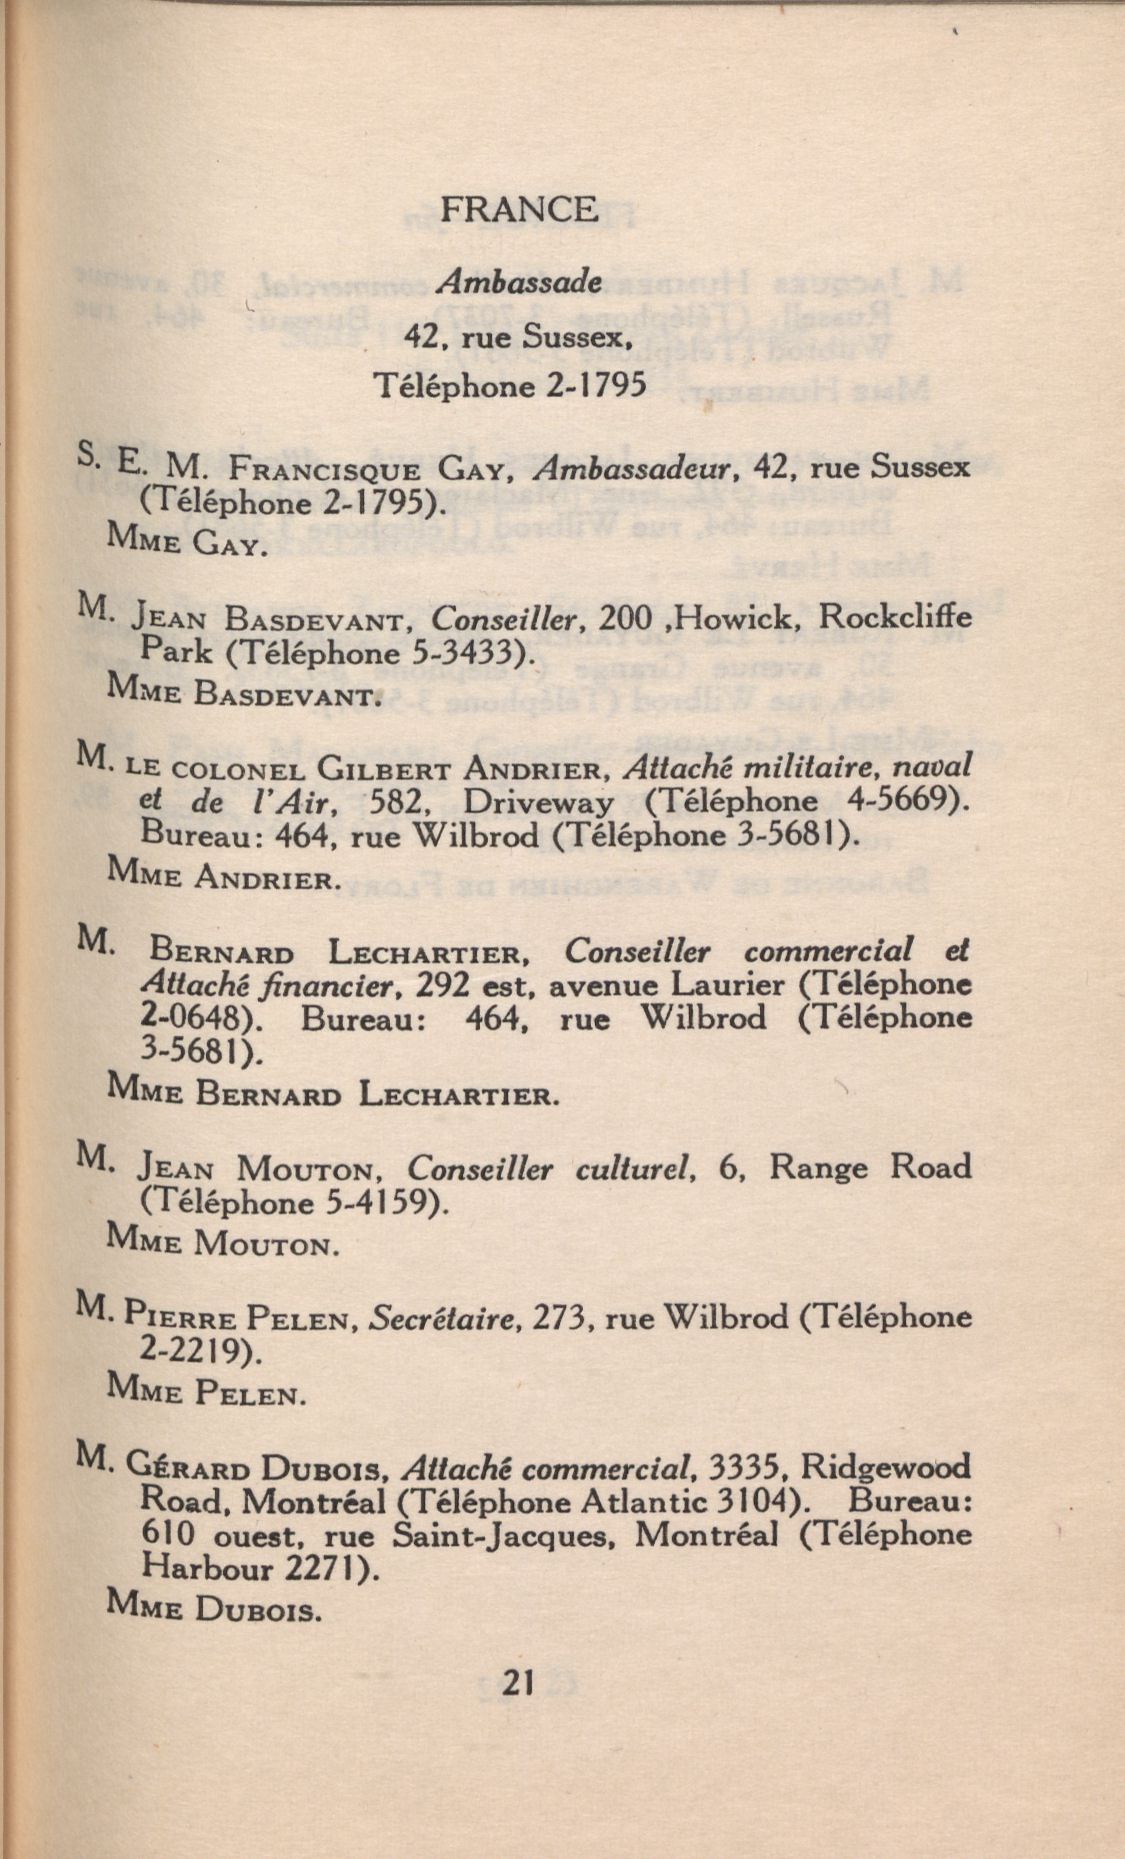 FRANCE
Ambassade
42, rue Sussex,
Téléphone 2-1795
S. E. M. FRANCISQUE GAY, Ambassadeur, 42, rue Sussex
(Téléphone 2-1795).
MME GAY.
M. JEAN BASDEVANT, Conseiller, 200 ,Howick, Rockcliffe
Park (Téléphone 5-3433).
MME BASDEVANT.
M. LE COLONEL GILBERT ANDRIER, Attaché militaire, naval
et de l'Air, 582, Driveway (Téléphone 4-5669).
Bureau: 464, rue Wilbrod (Téléphone 3-5681).
MME ANDRIER.
M. BERNARD LECHARTIER, Conseiller commercial et
Attaché financier, 292 est, avenue Laurier (Téléphone
2-0648). Bureau: 464, rue Wilbrod (Téléphone
3-5681).
MME BERNARD LECHARTIER.
M. JEAN MOUTON, Conseiller culturel, 6, Range Road
(Téléphone 5-4159).
MME MOUTON.
M. PIERRE PELEN, Secrétaire, 273, rue Wilbrod (Téléphone
2-2219).
MME PELEN.
M. GÉRARD DUBOIS, Attaché commercial, 3335, Ridgewood
Road, Montréal (Téléphone Atlantic 3104). Bureau:
610 ouest, rue Saint-Jacques, Montréal (Téléphone
Harbour 2271).
MME DUBOIS.
21